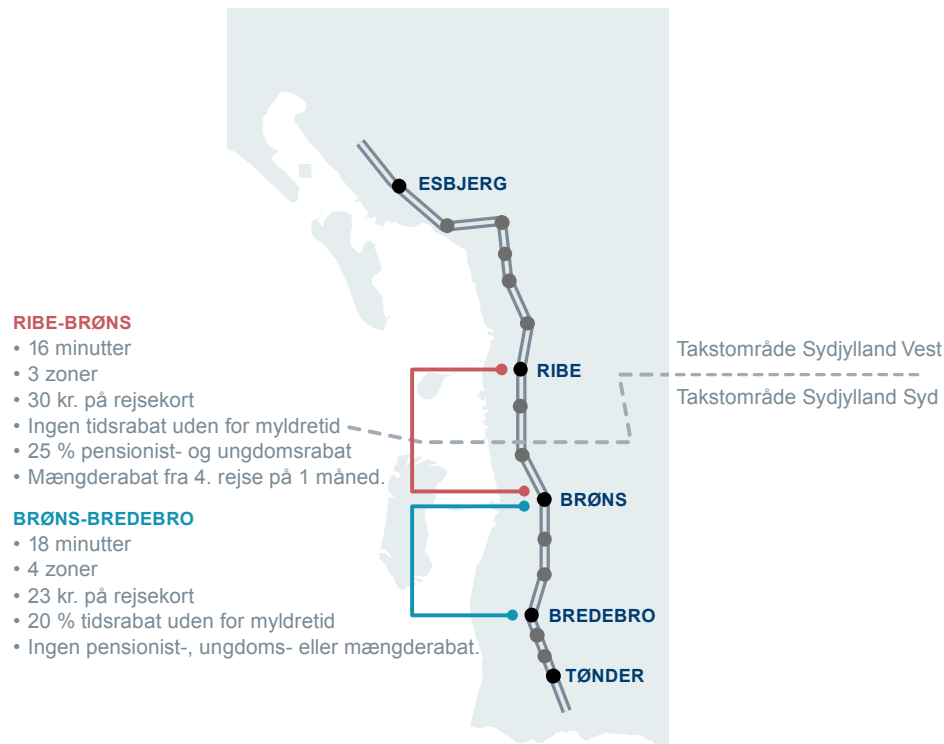 ESBJERG
RIBE-BRØNS
• 16 minutter
• 3 zoner
• 30 kr. på rejsekort
• Ingen tidsrabat uden for myldretid
• 25 % pensionist- og ungdomsrabat
• Mængderabat fra 4. rejse på 1 måned.
Takstområde Sydjylland Vest
RIBE
Takstområde Sydjylland Syd
BRØNS
BRØNS-BREDEBRO
• 18 minutter
• 4 zoner
• 23 kr. på rejsekort
• 20 % tidsrabat uden for myldretid
• Ingen pensionist-, ungdoms- eller mængderabat.
BREDEBRO
TØNDER